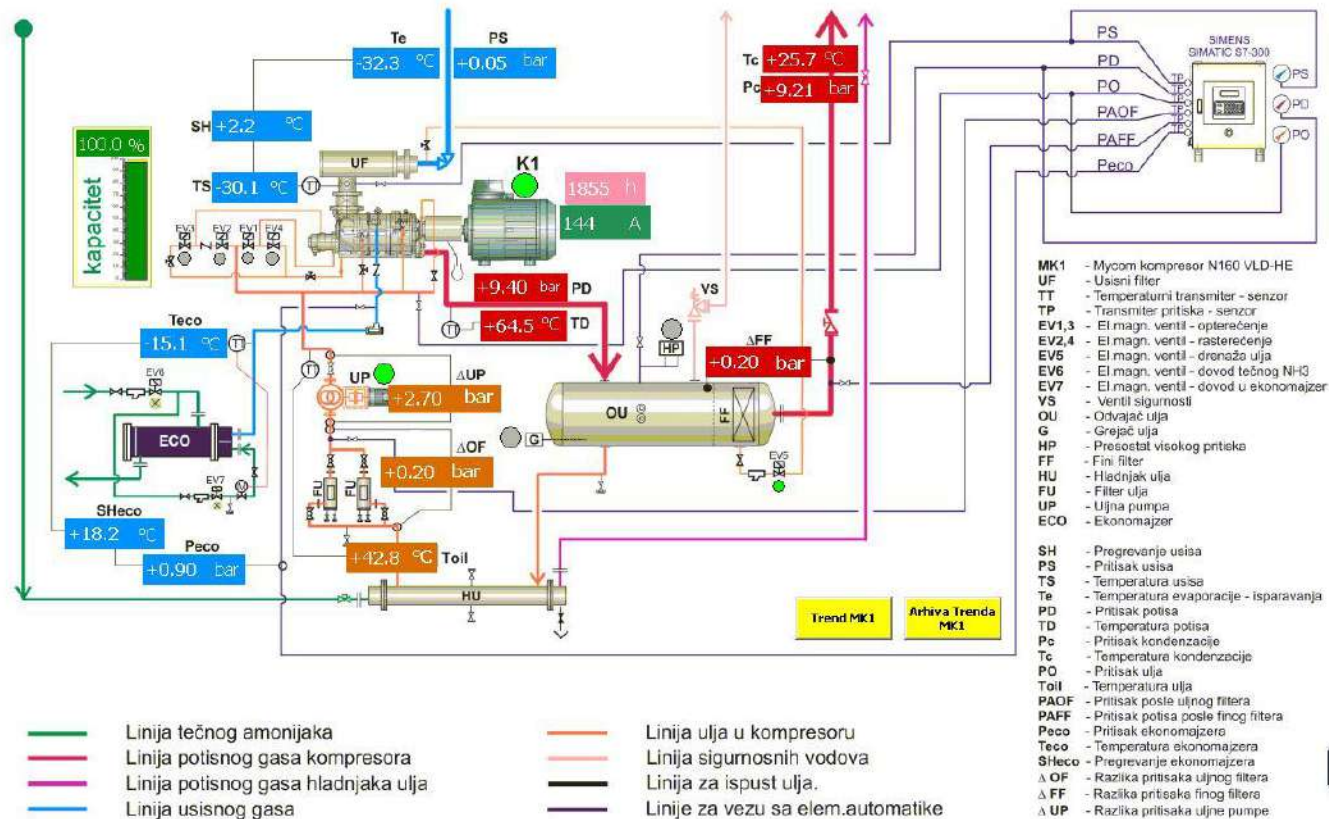 Te
PS
-32.3 °C
+0.05 bar
Tc +25.7 °C
Pc +9.21 bar
SIMENS
SIMATIC S7-300
PS
PD
PO
PAOF
PAFF
Peco
TP
PS
PD
PO
SH +2.2 °C
100.0 %
kapacitet
TS -30.1 °C
TT
UF
K1
1855 h
144 A
EV3
EV2
EV1
EV4
+9.40 bar PD
TT
+64.5 °C TD
VS
HP
ΔFF
+0.20 bar
Teco
-15.1 °C
TT
TT
UP
ΔUP
+2.70 bar
OU
FF
G
EV5
EV6
ECO
EV7
ΔOF
+0.20 bar
FU
FU
SHeco
+18.2 °C
Peco
+0.90 bar
+42.8 °C Toil
HU
Trend MK1
Arhiva Trenda
MK1
MK1 - Mycom kompresor N160 VLD-HE
UF - Usisni filter
TT - Temperaturni transmiter - senzor
TP - Transmiter pritiska - senzor
EV1,3 - El.magn. ventil - opterećenje
EV2,4 - El.magn. ventil - rasterećenje
EV5 - El.magn. ventil - drenaža ulja
EV6 - El.magn. ventil - dovod tečnog NH3
EV7 - El.magn. ventil - dovod u ekonomajzer
VS - Ventil sigurnosti
OU - Odvajač ulja
G - Grejač ulja
HP - Presostat visokog pritiska
FF - Fini filter
HU - Hladnjak ulja
FU - Filter ulja
UP - Uljna pumpa
ECO - Ekonomajzer
SH - Pregrevanje usisa
PS - Pritisak usisa
TS - Temperatura usisa
Te - Temperatura evaporacije - isparavanja
PD - Pritisak potisa
TD - Temperatura potisa
Pc - Pritisak kondenzacije
Tc - Temperatura kondenzacije
PO - Pritisak ulja
Toil - Temperatura ulja
PAOF - Pritisak posle uljnog filtera
PAFF - Pritisak potisa posle finog filtera
Peco - Pritisak ekonomajzera
Teco - Temperatura ekonomajzera
SHeco - Pregrevanje ekonomajzera
Δ OF - Razlika pritisaka uljnog filtera
Δ FF - Razlika pritisaka finog filtera
Δ UP - Razlika pritisaka uljne pumpe
Linija tečnog amonijaka
Linija potisnog gasa kompresora
Linija potisnog gasa hladnjaka ulja
Linija usisnog gasa
Linija ulja u kompresoru
Linija sigurnosnih vodova
Linija za ispust ulja.
Linije za vezu sa elem.automatike